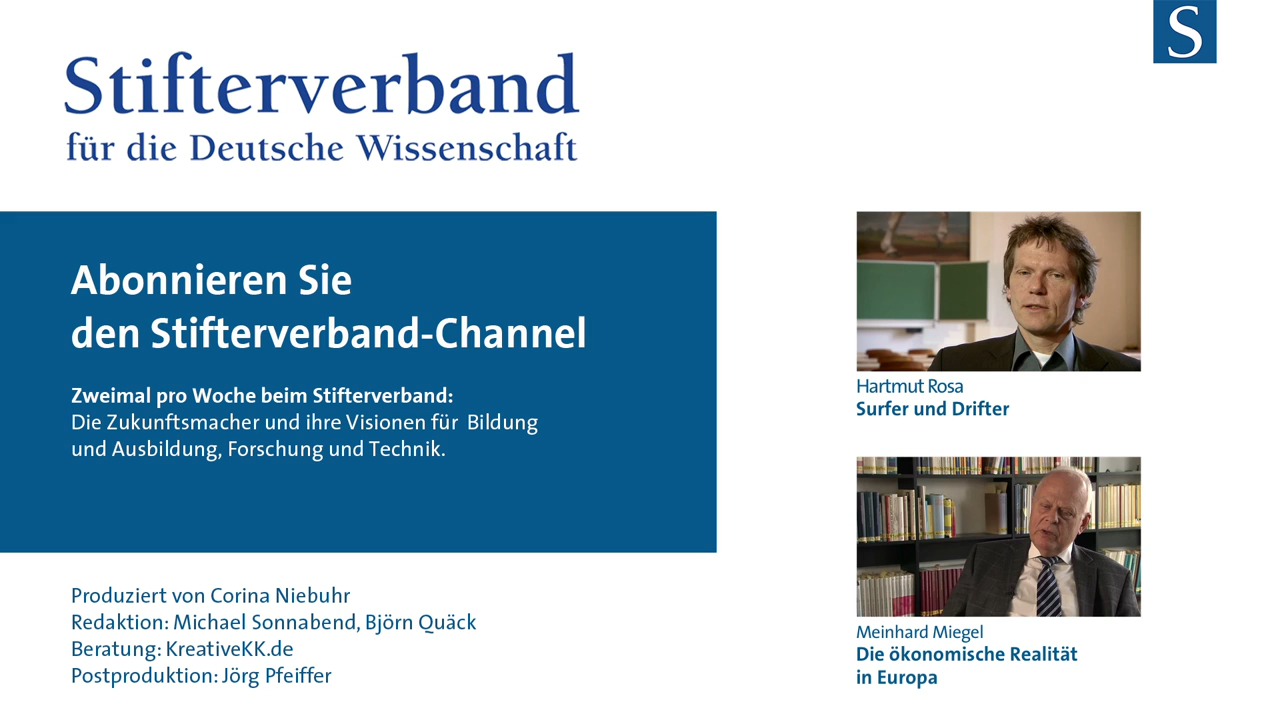 S
Stifterverband
für die Deutsche Wissenschaft
Abonnieren Sie
den Stifterverband-Channel
Zweimal pro Woche beim Stifterverband:
Die Zukunftsmacher und ihre Visionen für  Bildung
und Ausbildung, Forschung und Technik.
Produziert von Corina Niebuhr
Redaktion: Michael Sonnabend, Björn Quäck
Beratung: KreativeKK.de
Postproduktion: Jörg Pfeiffer
Hartmut Rosa
Surfer und Drifter
Meinhard Miegel
Die ökonomische Realität
in Europa